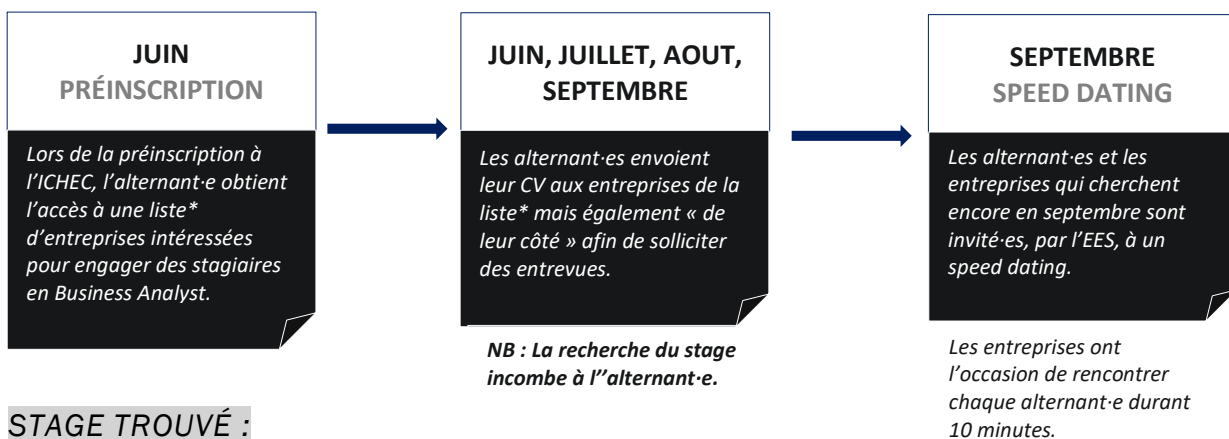 JUIN
PRÉINSCRIPTION
Lors de la préinscription à
l’ICHEC, l’alternant·e obtient
l’accès à une liste*
d’entreprises intéressées
pour engager des stagiaires
en Business Analyst.
JUIN, JUILLET, AOUT,
SEPTEMBRE
Les alternant·es envoient
leur CV aux entreprises de la
liste* mais également « de
leur côté » afin de solliciter
des entrevues.
NB : La recherche du stage
incombe à l’’alternant·e.
SEPTEMBRE
SPEED DATING
Les alternant·es et les
entreprises qui cherchent
encore en septembre sont
invité·es, par l’EES, à un
speed dating.
Les entreprises ont
l’occasion de rencontrer
chaque alternant·e durant
10 minutes.
STAGE TROUVÉ :